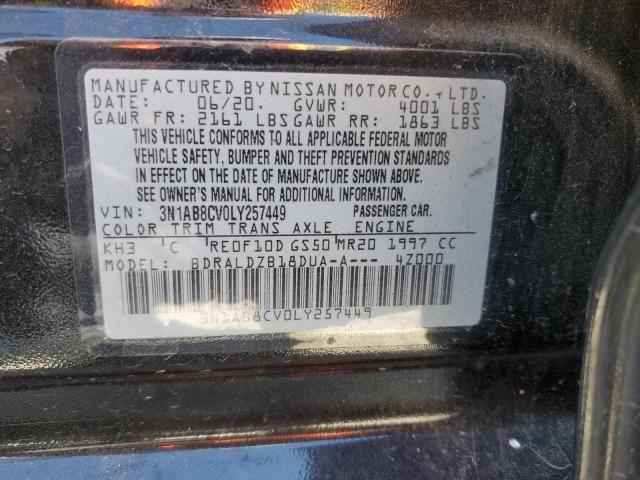 MANUFACTURED BY NISSAN MOTOR CO., LTD.
DATE: 06/20. GVWR: 4001 LBS
GAWR FR: 2161 LBS GAWR RR: 1863 LBS
THIS VEHICLE CONFORMS TO ALL APPLICABLE FEDERAL MOTOR
VEHICLE SAFETY, BUMPER AND THEFT PREVENTION STANDARDS
IN EFFECT ON THE DATE OF MANUFACTURE SHOWN ABOVE.
SEE OWNER'S MANUAL FOR ADDITIONAL INFORMATION.
VIN: 3N1AB8CV0LY257449 PASSENGER CAR.
COLOR TRIM TRANS AXLE ENGINE
KH3 'C 'RE0F10D GS50 'MR20 1997 CC
MODEL: BDRALDZB18DUA-A--- 4Z000
3N1AB8CV0LY257449